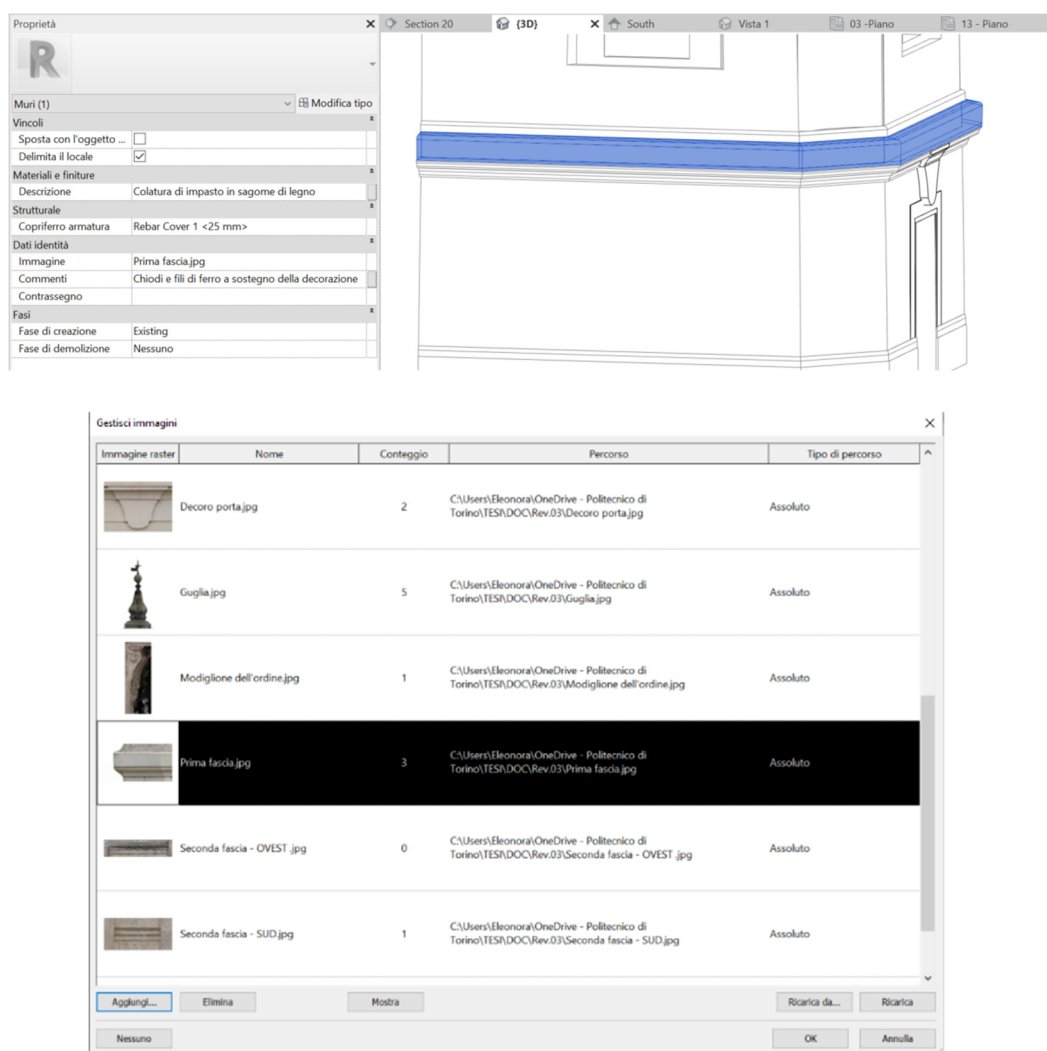 Proprietà
Section 20
{3D}
South
Vista 1
03 -Piano
13 - Piano
R
Muri (1)
Modifica tipo
Vincoli
Sposta con l'oggetto ...
Delimita il locale
Materiali e finiture
Descrizione Colatura di impasto in sagome di legno
Strutturale
Copriferro armatura Rebar Cover 1 <25 mm>
Dati identità
Immagine Prima fascia.jpg
Commenti Chiodi e fili di ferro a sostegno della decorazione
Contrassegno
Fasi
Fase di creazione Existing
Fase di demolizione Nessuno
Gestisci immagini
Immagine raster Nome Conteggio Percorso Tipo di percorso
Decoro porta.jpg 2 C:\Users\Eleonora\OneDrive - Politecnico di
Torino\TESI\DOC\Rev.03\Decoro porta.jpg Assoluto
Guglia.jpg 5 C:\Users\Eleonora\OneDrive - Politecnico di
Torino\TESI\DOC\Rev.03\Guglia.jpg Assoluto
Modiglione dell'ordine.jpg 1 C:\Users\Eleonora\OneDrive - Politecnico di
Torino\TESI\DOC\Rev.03\Modiglione dell'ordine.jpg Assoluto
Prima fascia.jpg 3 C:\Users\Eleonora\OneDrive - Politecnico di
Torino\TESI\DOC\Rev.03\Prima fascia.jpg Assoluto
Seconda fascia - OVEST .jpg 0 C:\Users\Eleonora\OneDrive - Politecnico di
Torino\TESI\DOC\Rev.03\Seconda fascia - OVEST .jpg Assoluto
Seconda fascia - SUD.jpg 1 C:\Users\Eleonora\OneDrive - Politecnico di
Torino\TESI\DOC\Rev.03\Seconda fascia - SUD.jpg Assoluto
Aggiungi... Elimina Mostra Ricarica da... Ricarica
Nessuno OK Annulla